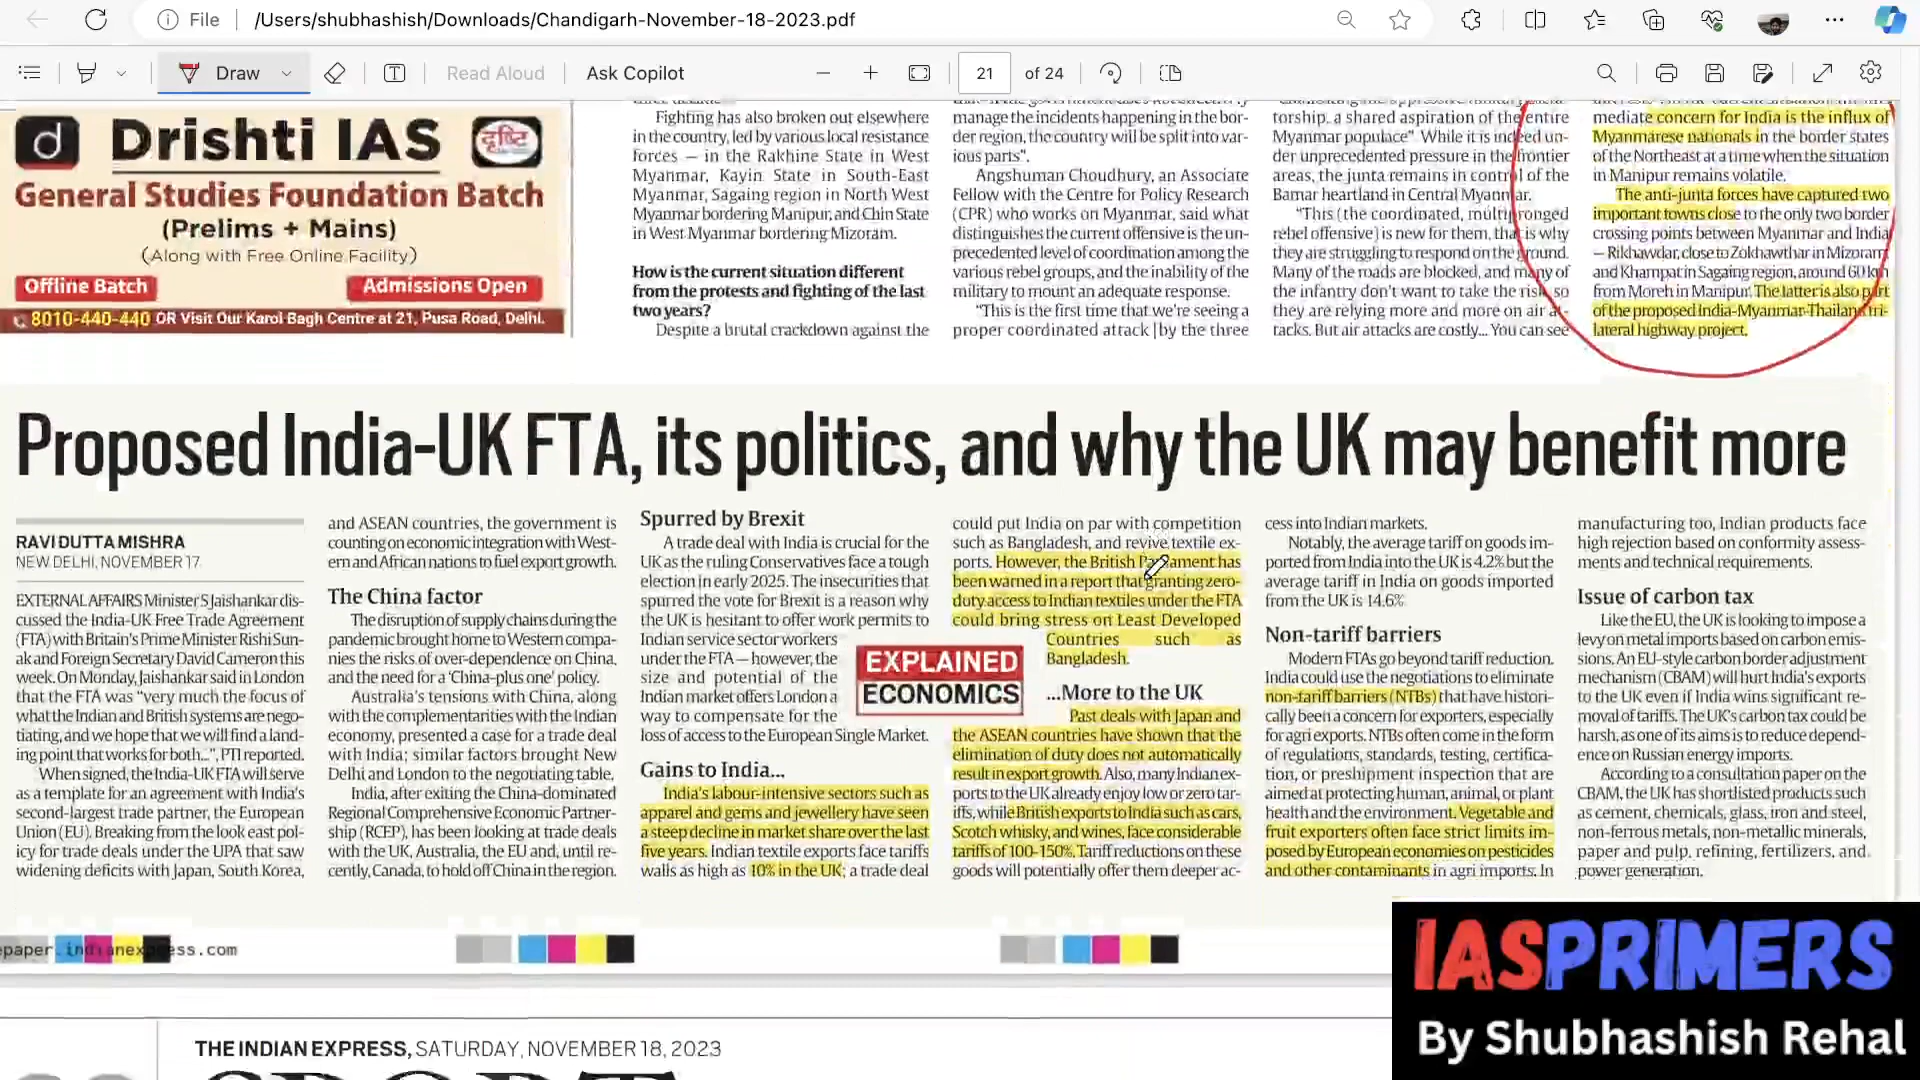 File
/Users/shubhashish/Downloads/Chandigarh-November-18-2023.pdf
Draw
Read Aloud
Ask Copilot
21
of 24
d
Drishti IAS
दृष्टि
General Studies Foundation Batch
(Prelims + Mains)
(Along with Free Online Facility)
Offline Batch
Admissions Open
8010-440-440 OR Visit Our Karol Bagh Centre at 21, Pusa Road, Delhi.
Fighting has also broken out elsewhere
in the country, led by various local resistance
forces — in the Rakhine State in West
Myanmar, Kayin State in South-East
Myanmar, Sagaing region in North West
Myanmar bordering Manipur, and Chin State
in West Myanmar bordering Mizoram.
How is the current situation different
from the protests and fighting of the last
two years?
Despite a brutal crackdown against the
manage the incidents happening in the bor-
der region, the country will be split into var-
ious parts".
Angshuman Choudhury, an Associate
Fellow with the Centre for Policy Research
(CPR) who works on Myanmar, said what
distinguishes the current offensive is the un-
precedented level of coordination among the
various rebel groups, and the inability of the
military to mount an adequate response.
"This is the first time that we're seeing a
proper coordinated attack [by the three
torship, a shared aspiration of the entire
Myanmar populace" While it is indeed un-
der unprecedented pressure in the frontier
areas, the junta remains in control of the
Bamar heartland in Central Myanmar.
"This (the coordinated, multipronged
rebel offensive) is new for them, that is why
they are struggling to respond on the ground.
Many of the roads are blocked, and many of
the infantry don't want to take the risk, so
they are relying more and more on air at-
tacks. But air attacks are costly... You can see
mediate concern for India is the influx of
Myanmarese nationals in the border states
of the Northeast at a time when the situation
in Manipur remains volatile.
The anti-junta forces have captured two
important towns close to the only two border
crossing points between Myanmar and India
— Rikhawdar, close to Zokhawthar in Mizoram,
and Khampat in Sagaing region, around 60 km
from Moreh in Manipur. The latter is also part
of the proposed India-Myanmar-Thailand tri-
lateral highway project.
Proposed India-UK FTA, its politics, and why the UK may benefit more
RAVI DUTTA MISHRA
NEW DELHI, NOVEMBER 17
EXTERNAL AFFAIRS Minister S Jaishankar dis-
cussed the India-UK Free Trade Agreement
(FTA) with Britain's Prime Minister Rishi Sun-
ak and Foreign Secretary David Cameron this
week. On Monday, Jaishankar said in London
that the FTA was "very much the focus of
what the Indian and British systems are nego-
tiating, and we hope that we will find a land-
ing point that works for both...", PTI reported.
When signed, the India-UK FTA will serve
as a template for an agreement with India's
second-largest trade partner, the European
Union (EU). Breaking from the look east pol-
icy for trade deals under the UPA that saw
widening deficits with Japan, South Korea,
and ASEAN countries, the government is
counting on economic integration with West-
ern and African nations to fuel export growth.
The China factor
The disruption of supply chains during the
pandemic brought home to Western compa-
nies the risks of over-dependence on China,
and the need for a 'China-plus one' policy.
Australia's tensions with China, along
with the complementarities with the Indian
economy, presented a case for a trade deal
with India; similar factors brought New
Delhi and London to the negotiating table,
India, after exiting the China-dominated
Regional Comprehensive Economic Partner-
ship (RCEP), has been looking at trade deals
with the UK, Australia, the EU and, until re-
cently, Canada, to hold off China in the region.
Spurred by Brexit
A trade deal with India is crucial for the
UK as the ruling Conservatives face a tough
election in early 2025. The insecurities that
spurred the vote for Brexit is a reason why
the UK is hesitant to offer work permits to
Indian service sector workers
under the FTA — however, the
size and potential of the
Indian market offers London a
way to compensate for the
loss of access to the European Single Market.
Gains to India...
India's labour-intensive sectors such as
apparel and gems and jewellery have seen
a steep decline in market share over the last
five years. Indian textile exports face tariffs
walls as high as 10% in the UK; a trade deal
EXPLAINED
ECONOMICS
could put India on par with competition
such as Bangladesh, and revive textile ex-
ports. However, the British Parliament has
been warned in a report that granting zero-
duty access to Indian textiles under the FTA
could bring stress on Least Developed
Countries such as
Bangladesh.
...More to the UK
Past deals with Japan and
the ASEAN countries have shown that the
elimination of duty does not automatically
result in export growth. Also, many Indian ex-
ports to the UK already enjoy low or zero tar-
iffs, while British exports to India such as cars,
Scotch whisky, and wines, face considerable
tariffs of 100-150%. Tariff reductions on these
goods will potentially offer them deeper ac-
cess into Indian markets.
Notably, the average tariff on goods im-
ported from India into the UK is 4.2% but the
average tariff in India on goods imported
from the UK is 14.6%
Non-tariff barriers
Modern FTAs go beyond tariff reduction.
India could use the negotiations to eliminate
non-tariff barriers (NTBs) that have histori-
cally been a concern for exporters, especially
for agri exports. NTBs often come in the form
of regulations, standards, testing, certifica-
tion, or preshipment inspection that are
aimed at protecting human, animal, or plant
health and the environment. Vegetable and
fruit exporters often face strict limits im-
posed by European economies on pesticides
and other contaminants in agri imports. In
manufacturing too, Indian products face
high rejection based on conformity assess-
ments and technical requirements.
Issue of carbon tax
Like the EU, the UK is looking to impose a
levy on metal imports based on carbon emis-
sions. An EU-style carbon border adjustment
mechanism (CBAM) will hurt India's exports
to the UK even if India wins significant re-
moval of tariffs. The UK's carbon tax could be
harsh, as one of its aims is to reduce depend-
ence on Russian energy imports.
According to a consultation paper on the
CBAM, the UK has shortlisted products such
as cement, chemicals, glass, iron and steel,
non-ferrous metals, non-metallic minerals,
paper and pulp, refining, fertilizers, and
power generation.
epaper.indianexpress.com
IASPRIMERS
By Shubhashish Rehal
THE INDIAN EXPRESS, SATURDAY, NOVEMBER 18, 2023